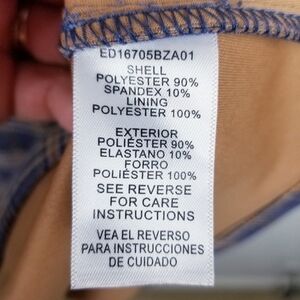 ED16705BZA01
SHELL
POLYESTER 90%
SPANDEX 10%
LINING
POLYESTER 100%
EXTERIOR
POLIÉSTER 90%
ELASTANO 10%
FORRO
POLIÉSTER 100%
SEE REVERSE
FOR CARE
INSTRUCTIONS
VEA EL REVERSO
PARA INSTRUCCIONES
DE CUIDADO